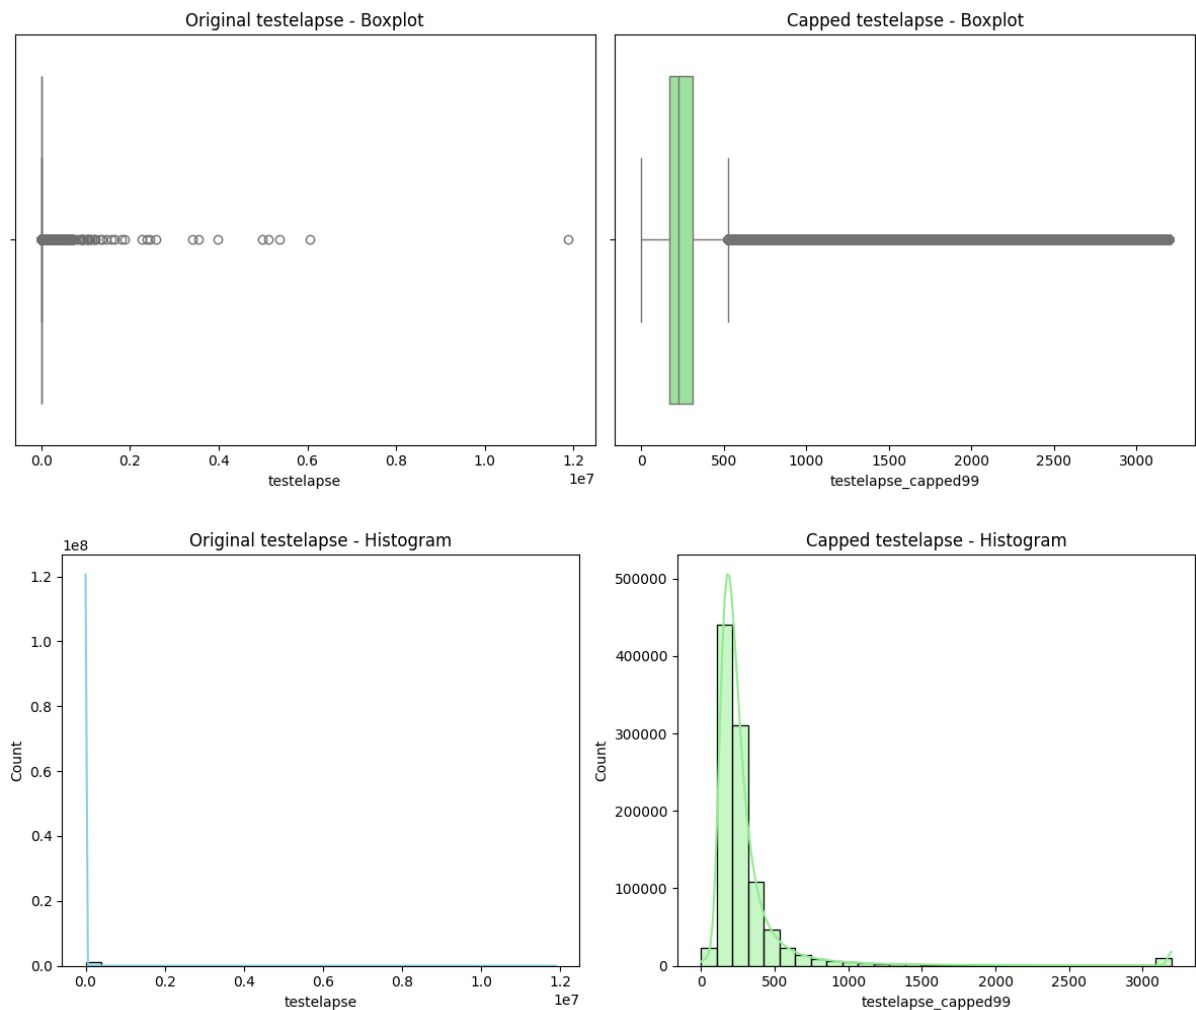 Original testelapse - Boxplot
Capped testelapse - Boxplot
0.0 0.2 0.4 0.6 0.8 1.0 1.2
1e7
testelapse
0 500 1000 1500 2000 2500 3000
testelapse_capped99
Original testelapse - Histogram
1e8
1.2
1.0
0.8
0.6
0.4
0.2
0.0
Count
0.0 0.2 0.4 0.6 0.8 1.0 1.2
1e7
testelapse
Capped testelapse - Histogram
500000
400000
300000
200000
100000
0
Count
0 500 1000 1500 2000 2500 3000
testelapse_capped99